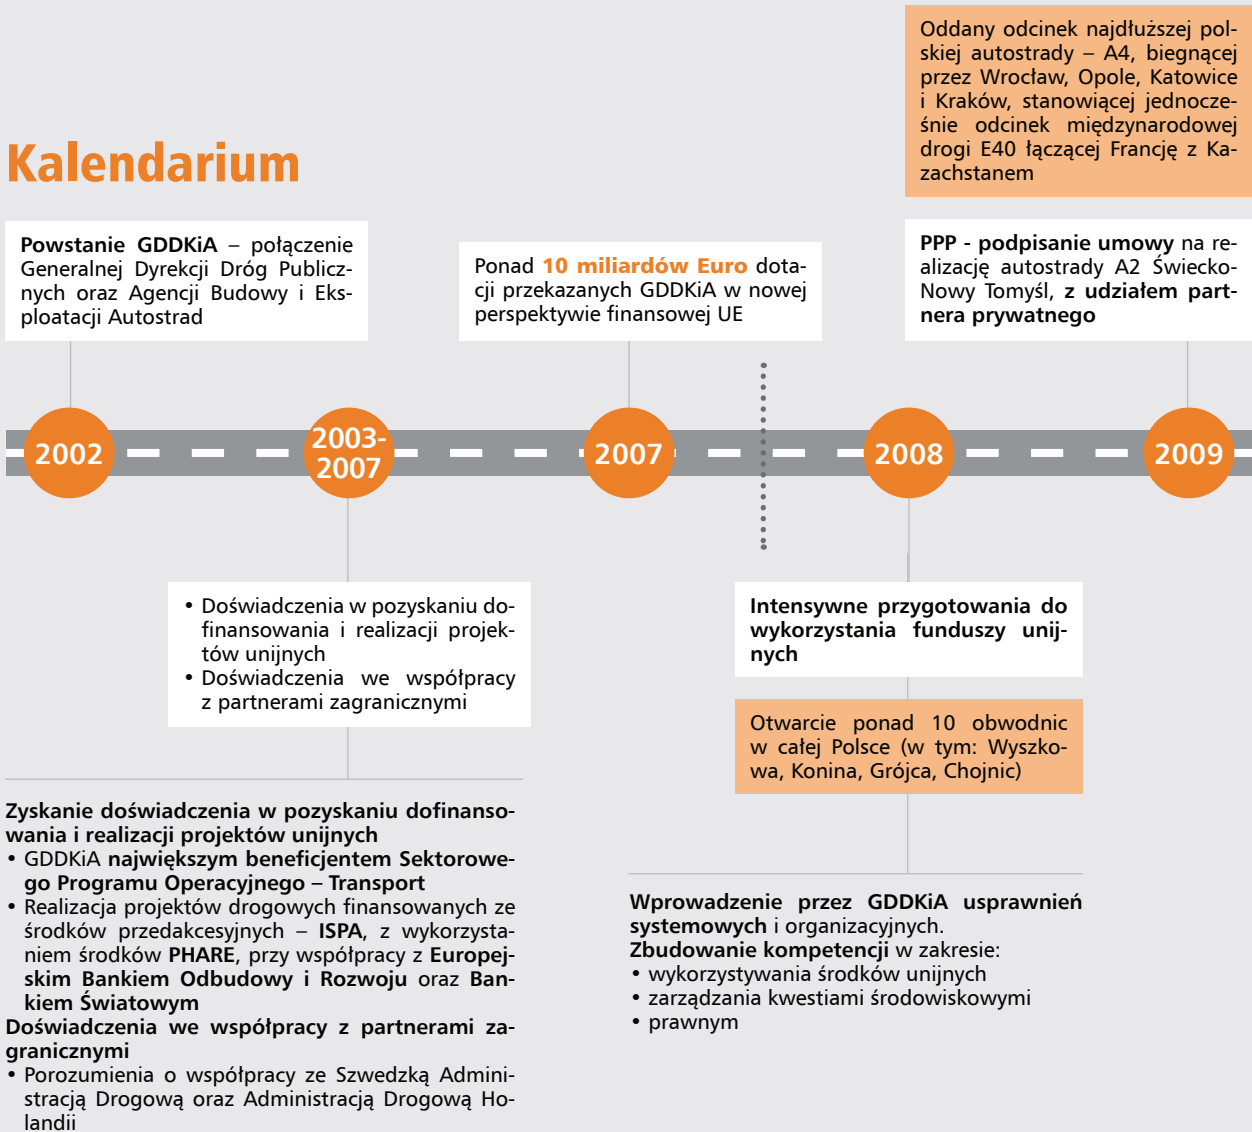 Kalendarium
Powstanie GDDKiA – połączenie
Generalnej Dyrekcji Dróg Publicz-
nych oraz Agencji Budowy i Eks-
ploatacji Autostrad
Ponad 10 miliardów Euro dota-
cji przekazanych GDDKiA w nowej
perspektywie finansowej UE
Oddany odcinek najdłuższej pol-
skiej autostrady – A4, biegnącej
przez Wrocław, Opole, Katowice
i Kraków, stanowiącej jednocze-
śnie odcinek międzynarodowej
drogi E40 łączącej Francję z Ka-
zachstanem
PPP - podpisanie umowy na re-
alizację autostrady A2 Świecko-
Nowy Tomyśl, z udziałem part-
nera prywatnego
2002
2003-
2007
2007
2008
2009
• Doświadczenia w pozyskaniu do-
finansowania i realizacji projek-
tów unijnych
• Doświadczenia we współpracy
z partnerami zagranicznymi
Zyskanie doświadczenia w pozyskaniu dofinanso-
wania i realizacji projektów unijnych
• GDDKiA największym beneficjentem Sektorowe-
go Programu Operacyjnego – Transport
• Realizacja projektów drogowych finansowanych ze
środków przedakcesyjnych – ISPA, z wykorzysta-
niem środków PHARE, przy współpracy z Europej-
skim Bankiem Odbudowy i Rozwoju oraz Ban-
kiem Światowym
Doświadczenia we współpracy z partnerami za-
granicznymi
• Porozumienia o współpracy ze Szwedzką Admini-
stracją Drogową oraz Administracją Drogową Ho-
landii
Intensywne przygotowania do
wykorzystania funduszy unij-
nych
Otwarcie ponad 10 obwodnic
w całej Polsce (w tym: Wyszko-
wa, Konina, Grójca, Chojnic)
Wprowadzenie przez GDDKiA usprawnień
systemowych i organizacyjnych.
Zbudowanie kompetencji w zakresie:
• wykorzystywania środków unijnych
• zarządzania kwestiami środowiskowymi
• prawnym